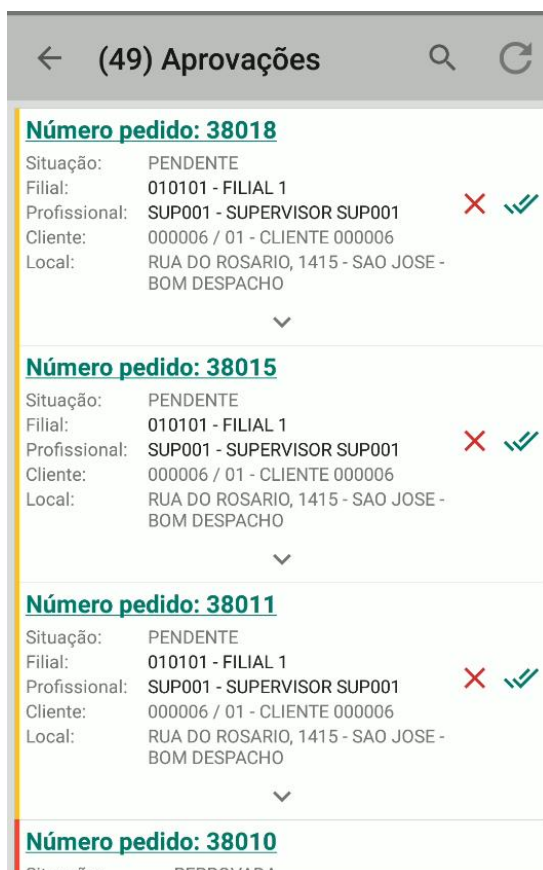 (49) Aprovações
Número pedido: 38018
Situação: PENDENTE
Filial: 010101 - FILIAL 1
Profissional: SUP001 - SUPERVISOR SUP001
Cliente: 000006 / 01 - CLIENTE 000006
Local: RUA DO ROSARIO, 1415 - SAO JOSE -
BOM DESPACHO
Número pedido: 38015
Situação: PENDENTE
Filial: 010101 - FILIAL 1
Profissional: SUP001 - SUPERVISOR SUP001
Cliente: 000006 / 01 - CLIENTE 000006
Local: RUA DO ROSARIO, 1415 - SAO JOSE -
BOM DESPACHO
Número pedido: 38011
Situação: PENDENTE
Filial: 010101 - FILIAL 1
Profissional: SUP001 - SUPERVISOR SUP001
Cliente: 000006 / 01 - CLIENTE 000006
Local: RUA DO ROSARIO, 1415 - SAO JOSE -
BOM DESPACHO
Número pedido: 38010